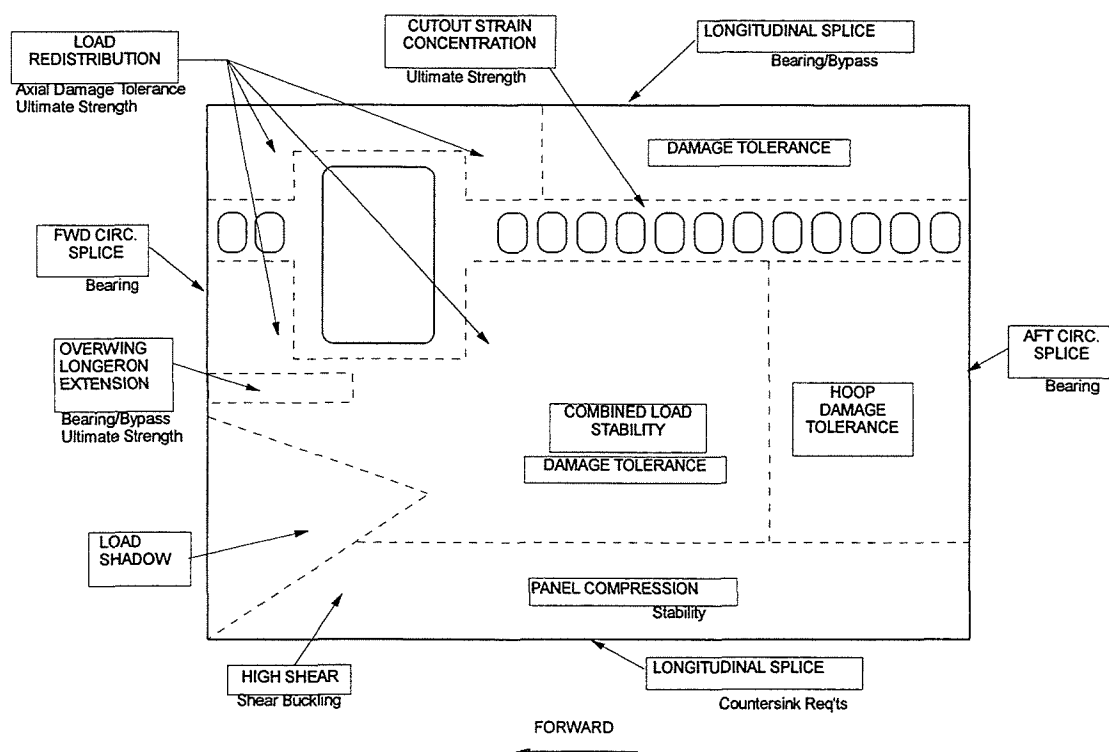 LOAD
REDISTRIBUTION
Axial Damage Tolerance
Ultimate Strength
CUTOUT STRAIN
CONCENTRATION
Ultimate Strength
LONGITUDINAL SPLICE
Bearing/Bypass
DAMAGE TOLERANCE
FWD CIRC.
SPLICE
Bearing
OVERWING
LONGERON
EXTENSION
Bearing/Bypass
Ultimate Strength
AFT CIRC.
SPLICE
Bearing
COMBINED LOAD
STABILITY
DAMAGE TOLERANCE
HOOP
DAMAGE
TOLERANCE
LOAD
SHADOW
PANEL COMPRESSION
Stability
HIGH SHEAR
Shear Buckling
LONGITUDINAL SPLICE
Countersink Req'ts
FORWARD